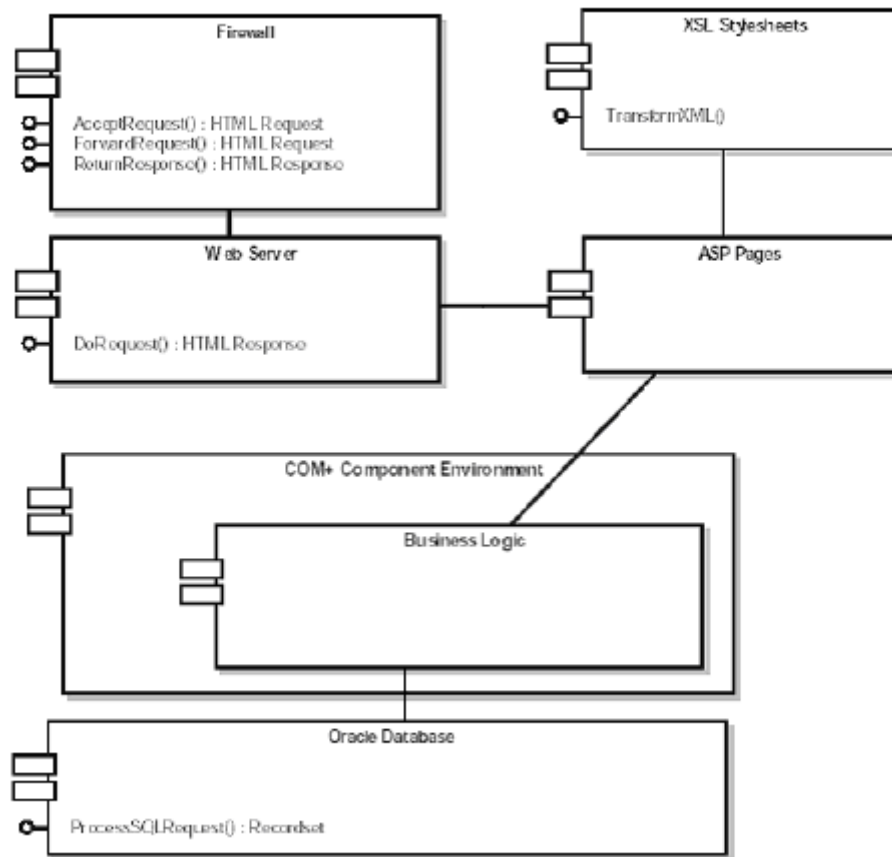 Firewall
AcceptRequest() : HTML Request
ForwardRequest() : HTML Request
ReturnResponse() : HTML Response
XSL Stylesheets
TransformXML()
Web Server
DoRequest() : HTML Response
ASP Pages
COM+ Component Environment
Business Logic
Oracle Database
ProcessSQLRequest() : Recordset